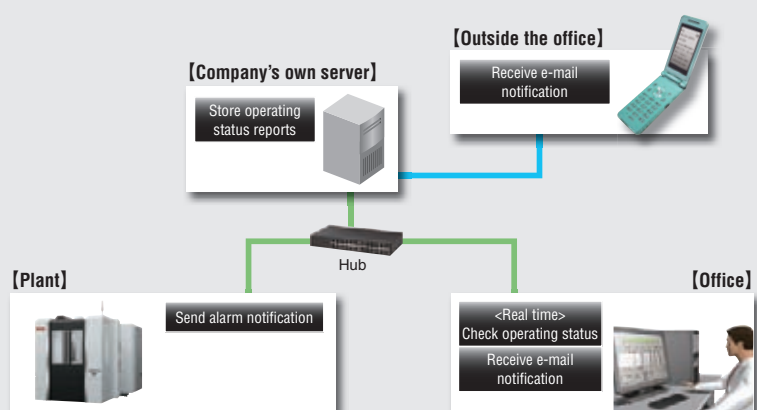 【Outside the office】
Receive e-mail
notification
【Company's own server】
Store operating
status reports
Hub
【Plant】
Send alarm notification
【Office】
<Real time>
Check operating status
Receive e-mail
notification